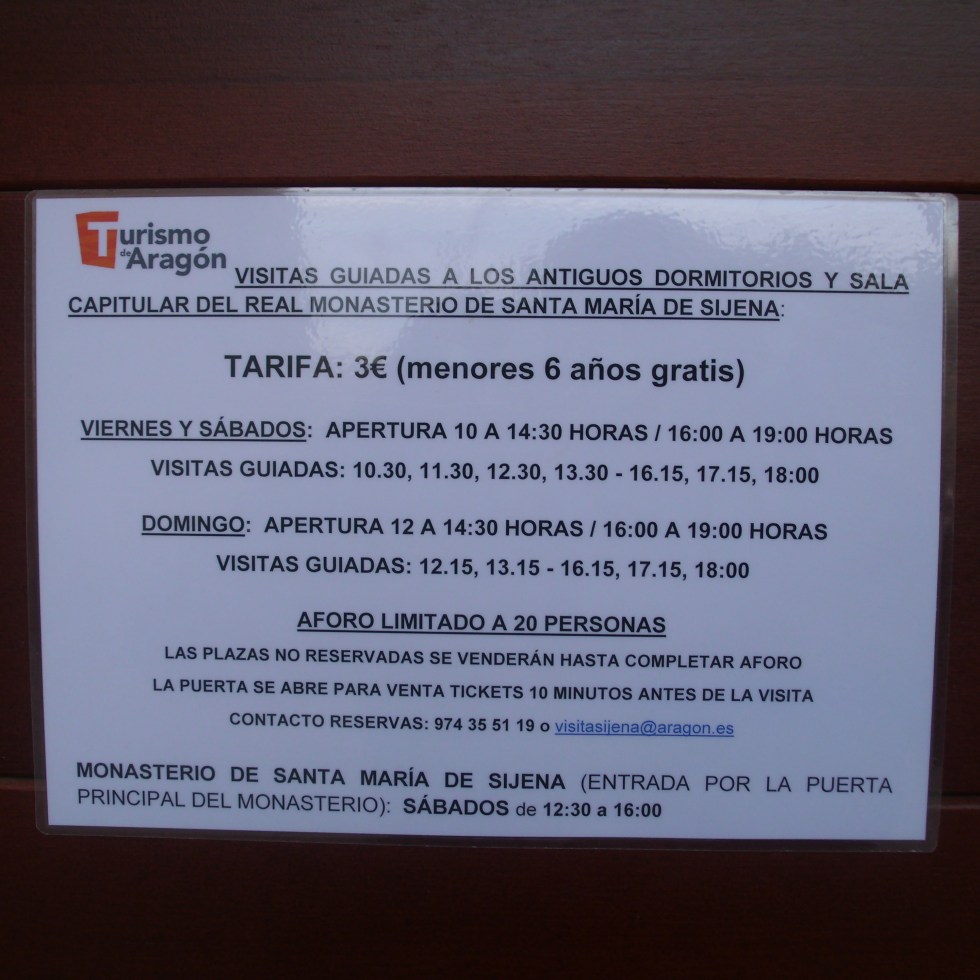 Turismo
de Aragón
VISITAS GUIADAS A LOS ANTIGUOS DORMITORIOS Y SALA
CAPITULAR DEL REAL MONASTERIO DE SANTA MARÍA DE SIJENA:
TARIFA: 3€ (menores 6 años gratis)
VIERNES Y SÁBADOS: APERTURA 10 A 14:30 HORAS / 16:00 A 19:00 HORAS
VISITAS GUIADAS: 10.30, 11.30, 12.30, 13.30 - 16.15, 17.15, 18:00
DOMINGO: APERTURA 12 A 14:30 HORAS / 16:00 A 19:00 HORAS
VISITAS GUIADAS: 12.15, 13.15 - 16.15, 17.15, 18:00
AFORO LIMITADO A 20 PERSONAS
LAS PLAZAS NO RESERVADAS SE VENDERÁN HASTA COMPLETAR AFORO
LA PUERTA SE ABRE PARA VENTA TICKETS 10 MINUTOS ANTES DE LA VISITA
CONTACTO RESERVAS: 974 35 51 19 o visitasijena@aragon.es
MONASTERIO DE SANTA MARÍA DE SIJENA (ENTRADA POR LA PUERTA
PRINCIPAL DEL MONASTERIO): SÁBADOS de 12:30 a 16:00